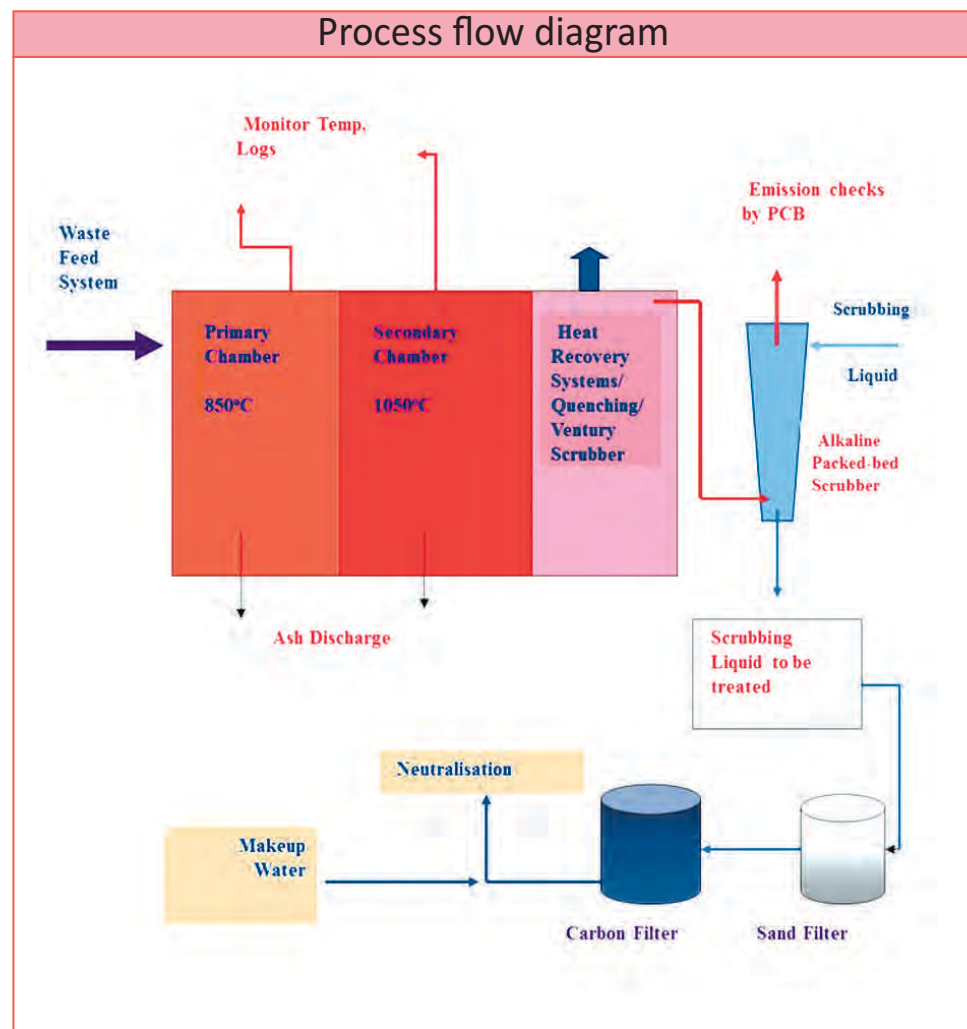 Process flow diagram
Monitor Temp.
Logs
Emission checks
by PCB
Waste
Feed
System
Primary
Chamber
850°C
Secondary
Chamber
1050°C
Heat
Recovery
Systems/
Quenching/
Ventury
Scrubber
Scrubbing
Liquid
Alkaline
Packed-bed
Scrubber
Ash Discharge
Scrubbing
Liquid to be
treated
Neutralisation
Makeup
Water
Carbon Filter
Sand Filter